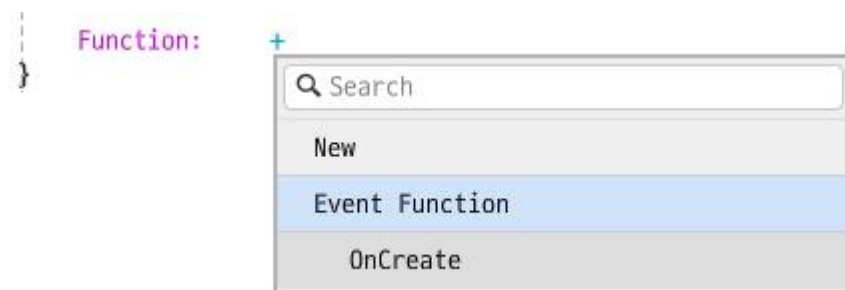 Function: +
}
Search
New
Event Function
OnCreate